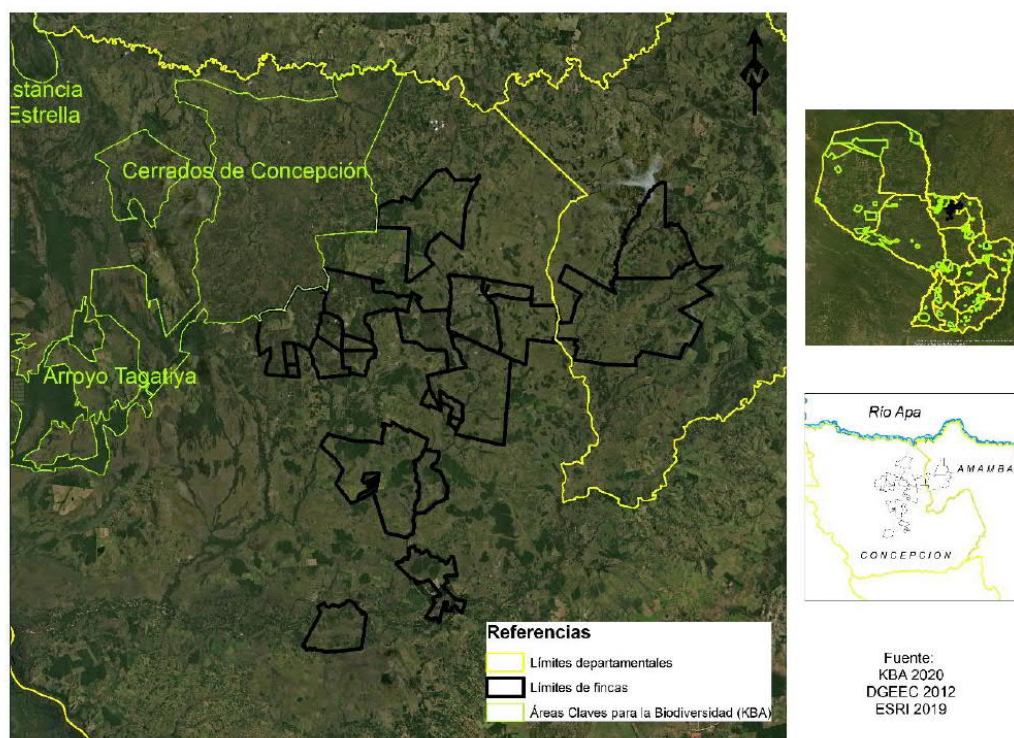 N
stancia
Estrella
Cerrados de Concepción
Arroyo Tagatiya
Referencias
Límites departamentales
Límites de fincas
Áreas Claves para la Biodiversidad (KBA)
Río Apa
AMAMBA
CONCEPCION
Fuente:
KBA 2020
DGEEC 2012
ESRI 2019